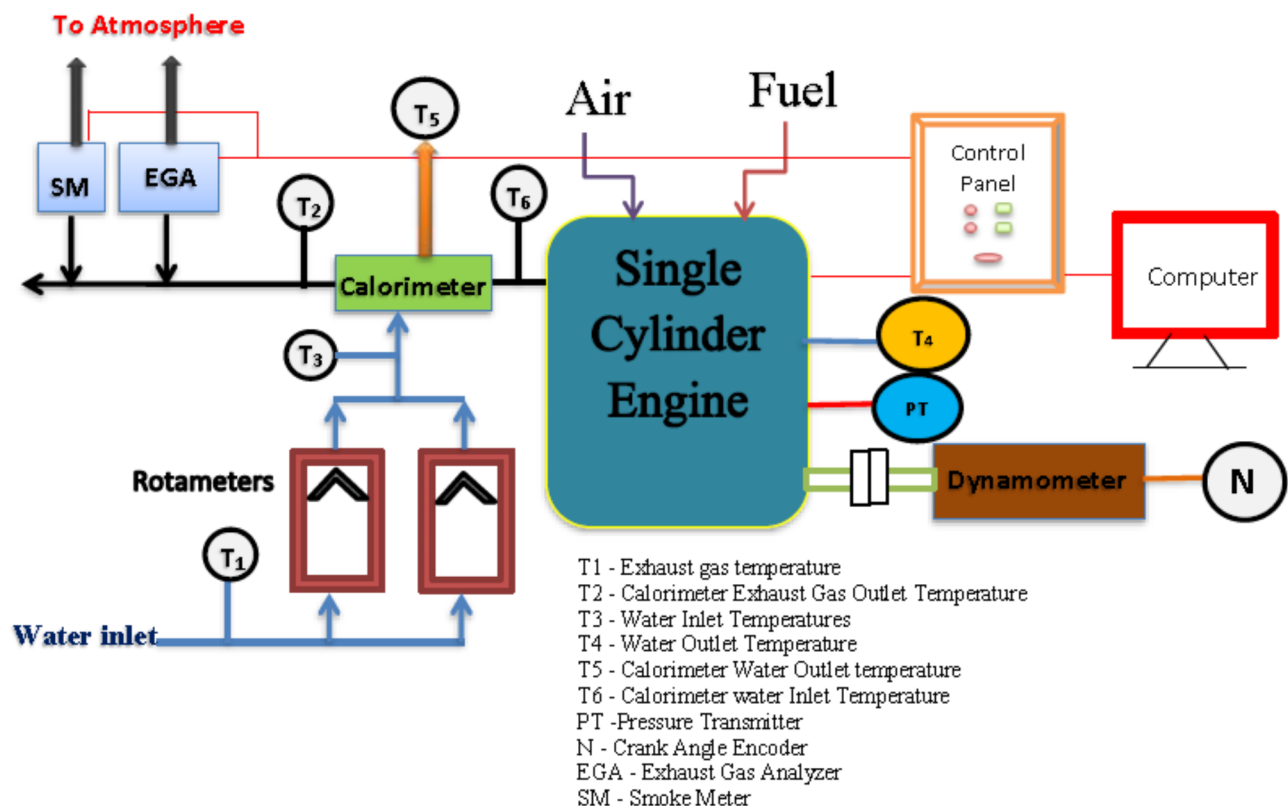 To Atmosphere
Air
Fuel
T5
SM
EGA
T2
T6
Control
Panel
Calorimeter
Single
Cylinder
Engine
Computer
T4
T3
PT
Rotameters
Dynamometer
N
T1
Water inlet
T1 - Exhaust gas temperature
T2 - Calorimeter Exhaust Gas Outlet Temperature
T3 - Water Inlet Temperatures
T4 - Water Outlet Temperature
T5 - Calorimeter Water Outlet temperature
T6 - Calorimeter water Inlet Temperature
PT -Pressure Transmitter
N - Crank Angle Encoder
EGA - Exhaust Gas Analyzer
SM - Smoke Meter